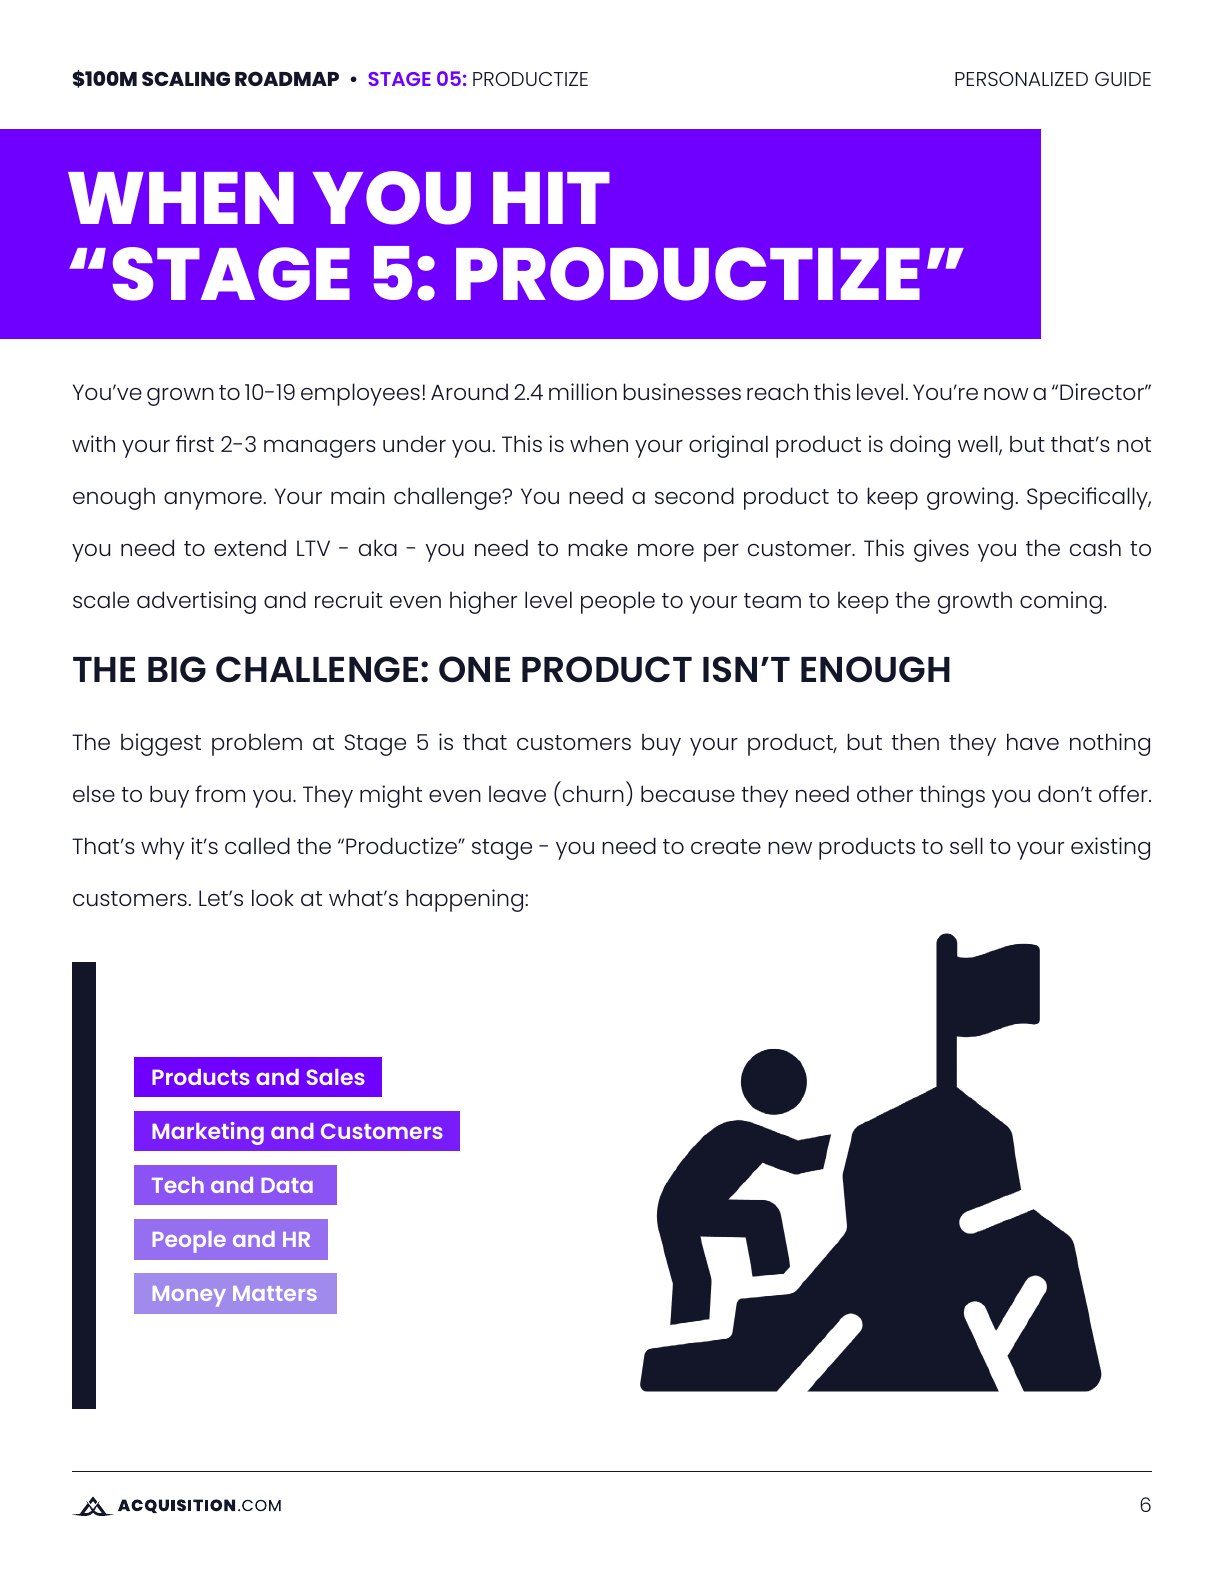 $100M SCALING ROADMAP • STAGE 05: PRODUCTIZE
PERSONALIZED GUIDE
WHEN YOU HIT
“STAGE 5: PRODUCTIZE”
You’ve grown to 10-19 employees! Around 2.4 million businesses reach this level. You’re now a “Director”
with your first 2-3 managers under you. This is when your original product is doing well, but that’s not
enough anymore. Your main challenge? You need a second product to keep growing. Specifically,
you need to extend LTV - aka - you need to make more per customer. This gives you the cash to
scale advertising and recruit even higher level people to your team to keep the growth coming.
THE BIG CHALLENGE: ONE PRODUCT ISN’T ENOUGH
The biggest problem at Stage 5 is that customers buy your product, but then they have nothing
else to buy from you. They might even leave (churn) because they need other things you don’t offer.
That’s why it’s called the “Productize” stage - you need to create new products to sell to your existing
customers. Let’s look at what’s happening:
Products and Sales
Marketing and Customers
Tech and Data
People and HR
Money Matters
ACQUISITION.COM
6